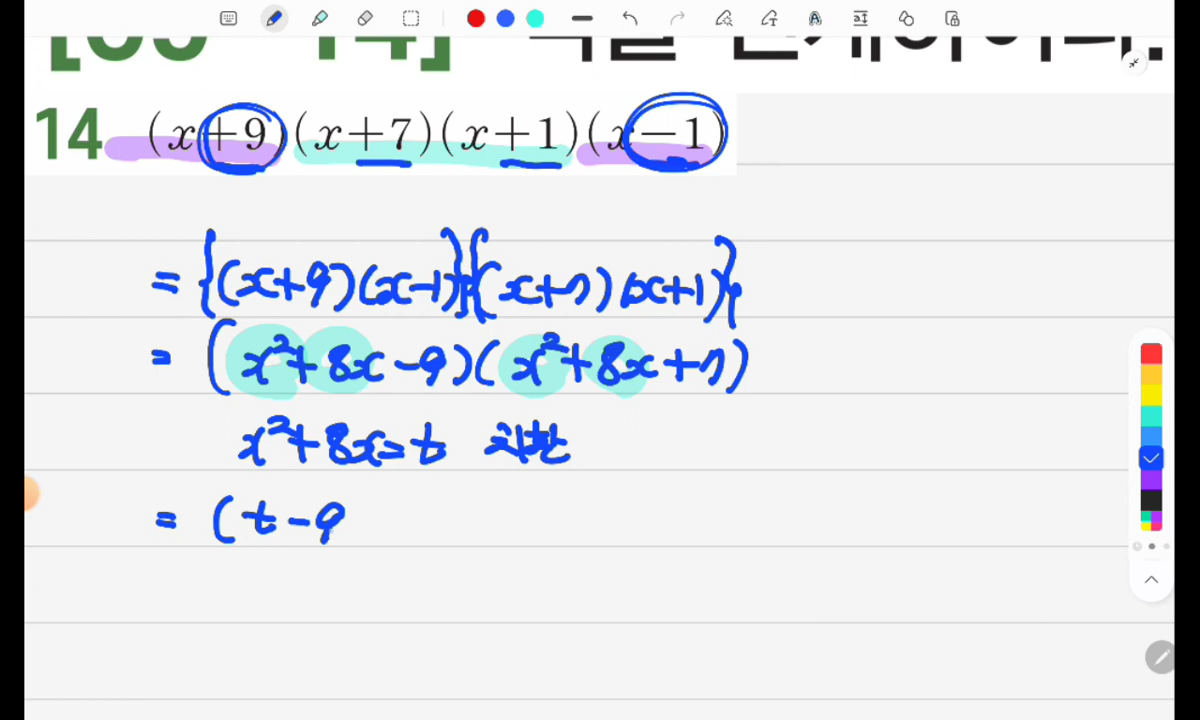 14 (x+9)(x+7)(x+1)(x−1)
= {(x+9)(x-1)}{(x+7)(x+1)}
= (x²+8x-9)(x²+8x+7)
x²+8x=t 치환
= (t-9